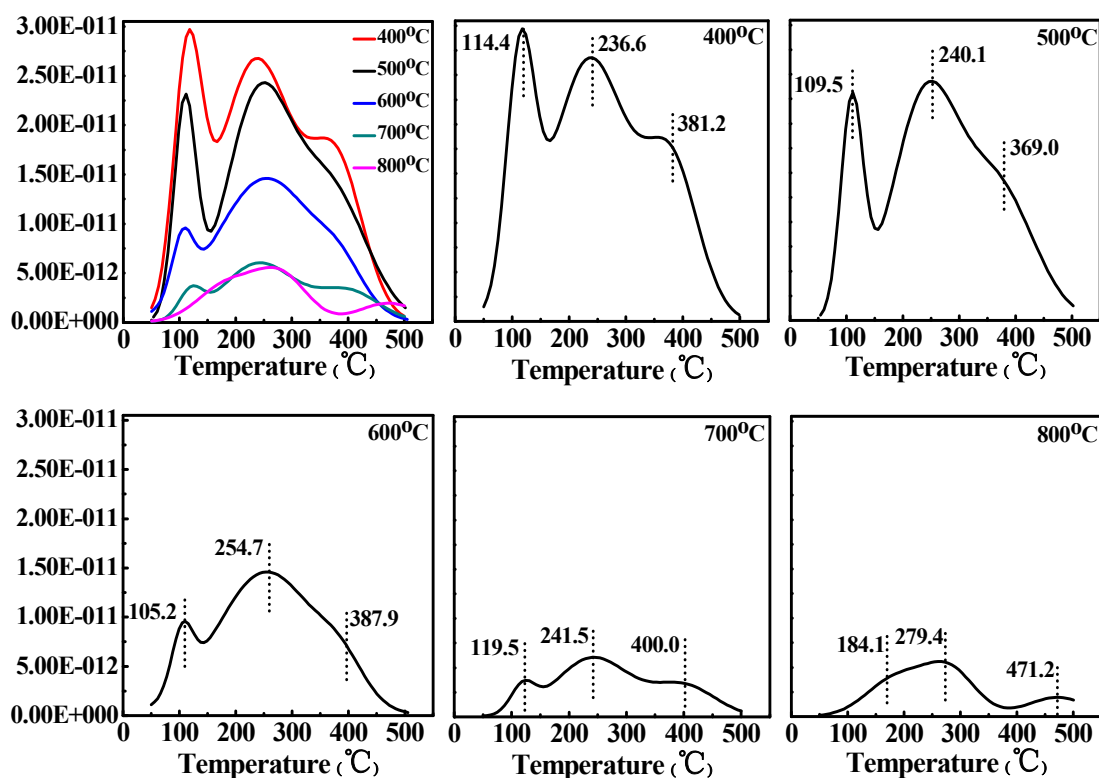 3.00E-011
2.50E-011
2.00E-011
1.50E-011
1.00E-011
5.00E-012
0.00E+000
400°C
500°C
600°C
700°C
800°C
0 100 200 300 400 500
Temperature (℃)
114.4
236.6
381.2
400°C
0 100 200 300 400 500
Temperature (℃)
109.5
240.1
369.0
500°C
0 100 200 300 400 500
Temperature (℃)
3.00E-011
2.50E-011
2.00E-011
1.50E-011
1.00E-011
5.00E-012
0.00E+000
600°C
105.2
254.7
387.9
0 100 200 300 400 500
Temperature (℃)
700°C
119.5
241.5
400.0
0 100 200 300 400 500
Temperature (℃)
800°C
184.1
279.4
471.2
0 100 200 300 400 500
Temperature (℃)